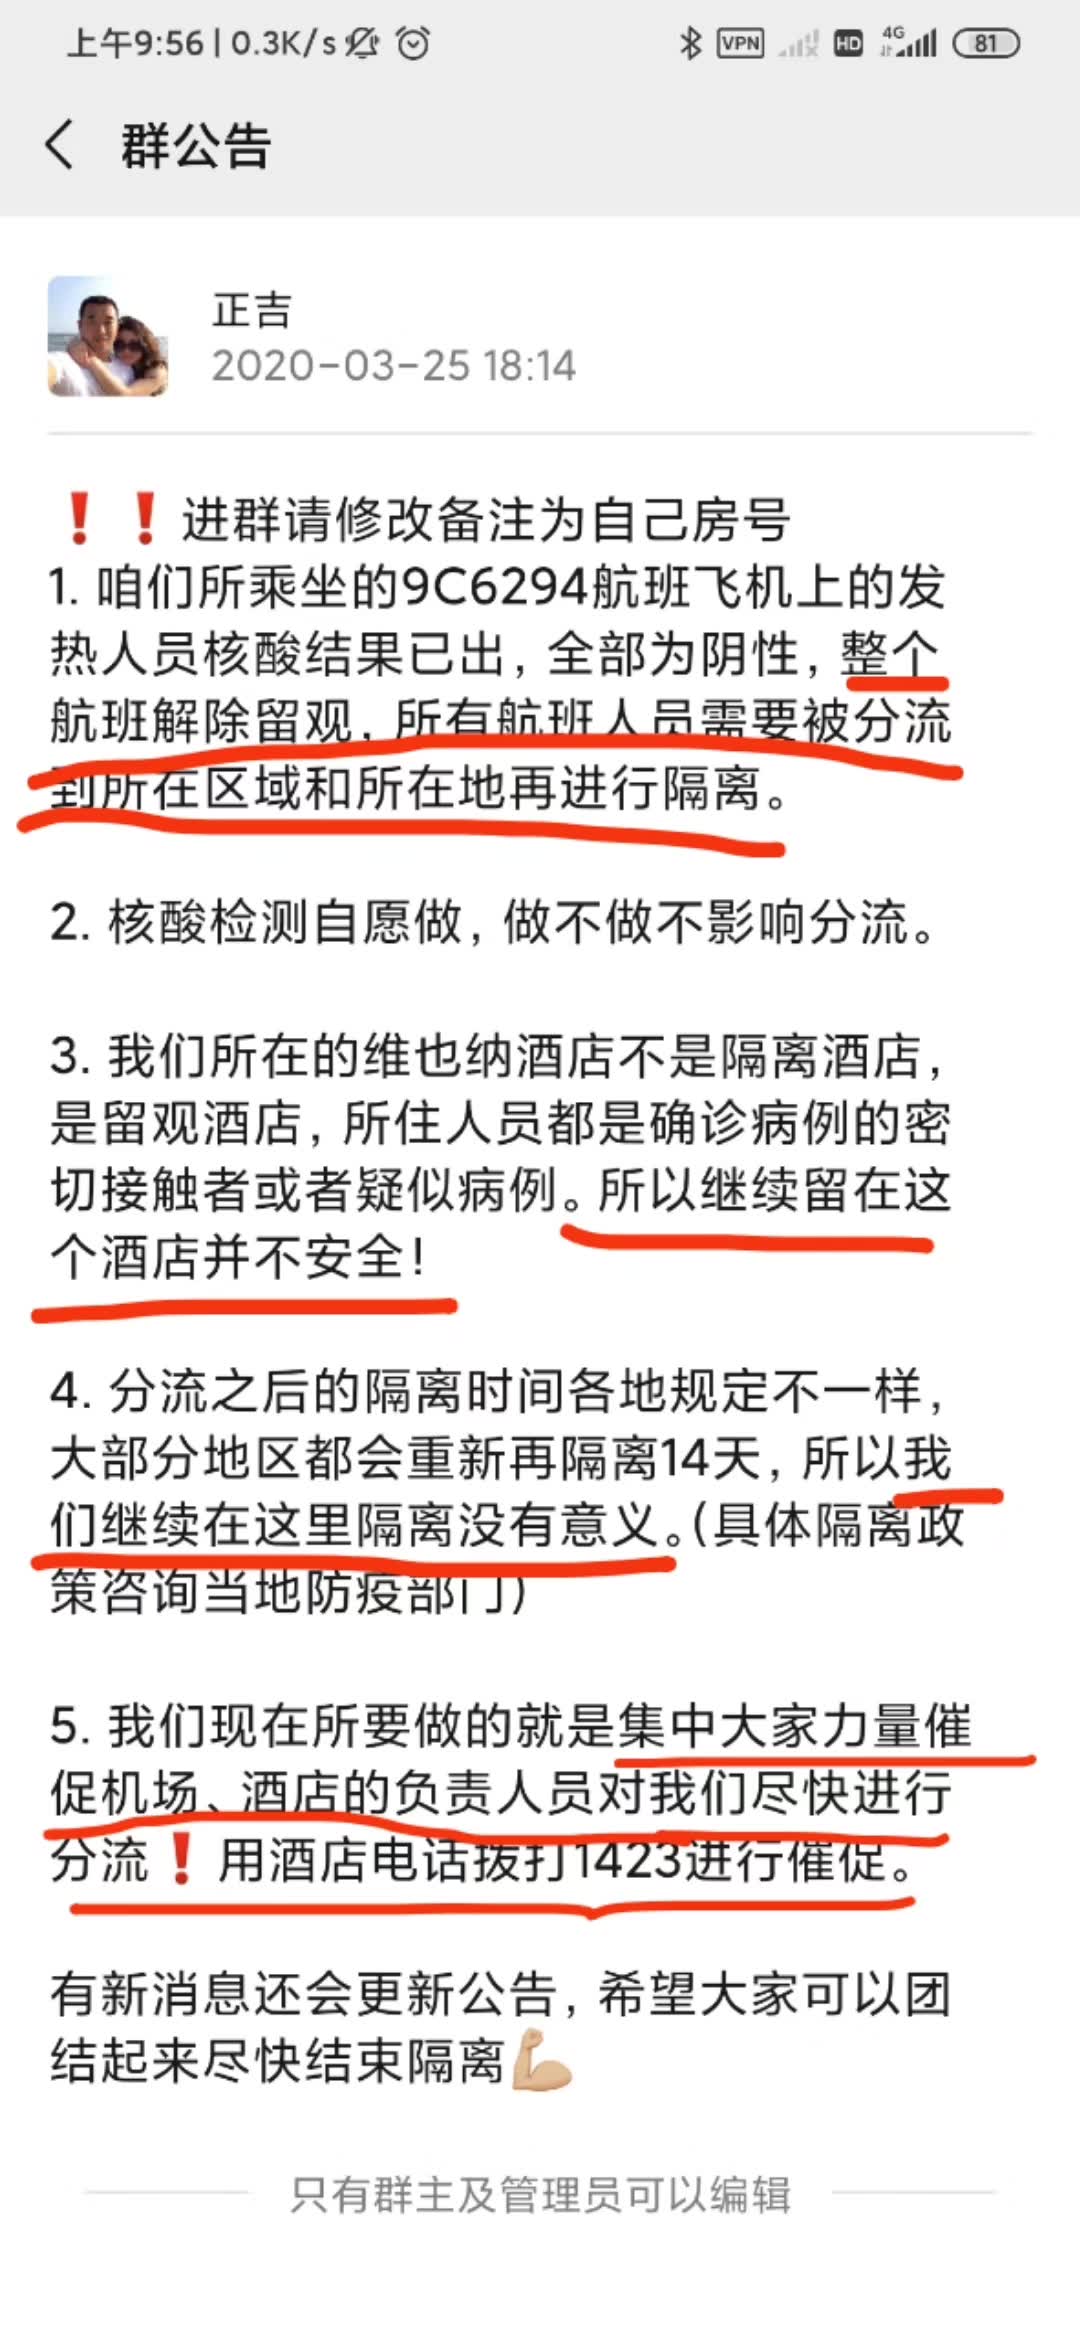 上午9:56 | 0.3K/s
VPN
HD
4G
81
群公告
正吉
2020-03-25 18:14
❗❗进群请修改备注为自己房号
1. 咱们所乘坐的9C6294航班飞机上的发
热人员核酸结果已出，全部为阴性，整个
航班解除留观，所有航班人员需要被分流
到所在区域和所在地再进行隔离。
2. 核酸检测自愿做，做不做不影响分流。
3. 我们所在的维也纳酒店不是隔离酒店，
是留观酒店，所住人员都是确诊病例的密
切接触者或者疑似病例。所以继续留在这
个酒店并不安全！
4. 分流之后的隔离时间各地规定不一样，
大部分地区都会重新再隔离14天，所以我
们继续在这里隔离没有意义。（具体隔离政
策咨询当地防疫部门）
5. 我们现在所要做的就是集中大家力量催
促机场、酒店的负责人员对我们尽快进行
分流❗用酒店电话拨打1423进行催促。
有新消息还会更新公告，希望大家可以团
结起来尽快结束隔离💪🏼
只有群主及管理员可以编辑